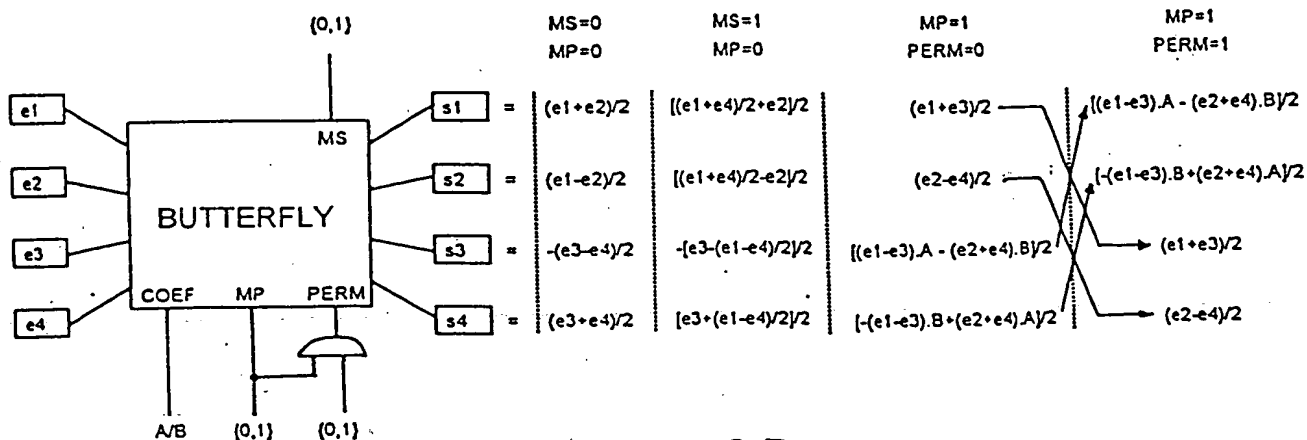 {0,1} MS=0 MS=1 MP=1 MP=1
MP=0 MP=0 PERM=0 PERM=1
e1 s1 = (e1+e2)/2 [(e1+e4)/2+e2]/2 (e1+e3)/2 [(e1-e3).A - (e2+e4).B]/2
MS
e2 s2 = (e1-e2)/2 [(e1+e4)/2-e2]/2 (e2-e4)/2 [-(e1-e3).B+(e2+e4).A]/2
BUTTERFLY
e3 s3 = -(e3-e4)/2 -[e3-(e1-e4)/2]/2 [(e1-e3).A - (e2+e4).B]/2 (e1+e3)/2
COEF MP PERM
e4 s4 = (e3+e4)/2 [e3+(e1-e4)/2]/2 [-(e1-e3).B+(e2+e4).A]/2 (e2-e4)/2
A/B {0,1} {0,1}